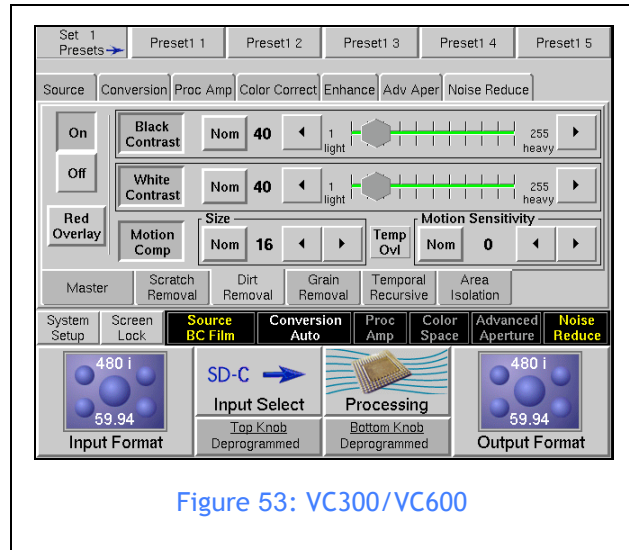 Set 1
Presets
Preset1 1
Preset1 2
Preset1 3
Preset1 4
Preset1 5
Source
Conversion
Proc Amp
Color Correct
Enhance
Adv Aper
Noise Reduce
On
Off
Red
Overlay
Black
Contrast
Nom
40
1
light
255
heavy
White
Contrast
Nom
40
1
light
255
heavy
Motion
Comp
Size
Nom
16
Temp
Ovl
Motion Sensitivity
Nom
0
Master
Scratch
Removal
Dirt
Removal
Grain
Removal
Temporal
Recursive
Area
Isolation
System
Setup
Screen
Lock
Source
BC Film
Conversion
Auto
Proc
Amp
Color
Space
Advanced
Aperture
Noise
Reduce
480 i
59.94
Input Format
SD-C
Input Select
Processing
Top Knob
Deprogrammed
Bottom Knob
Deprogrammed
480 i
59.94
Output Format
Figure 53: VC300/VC600